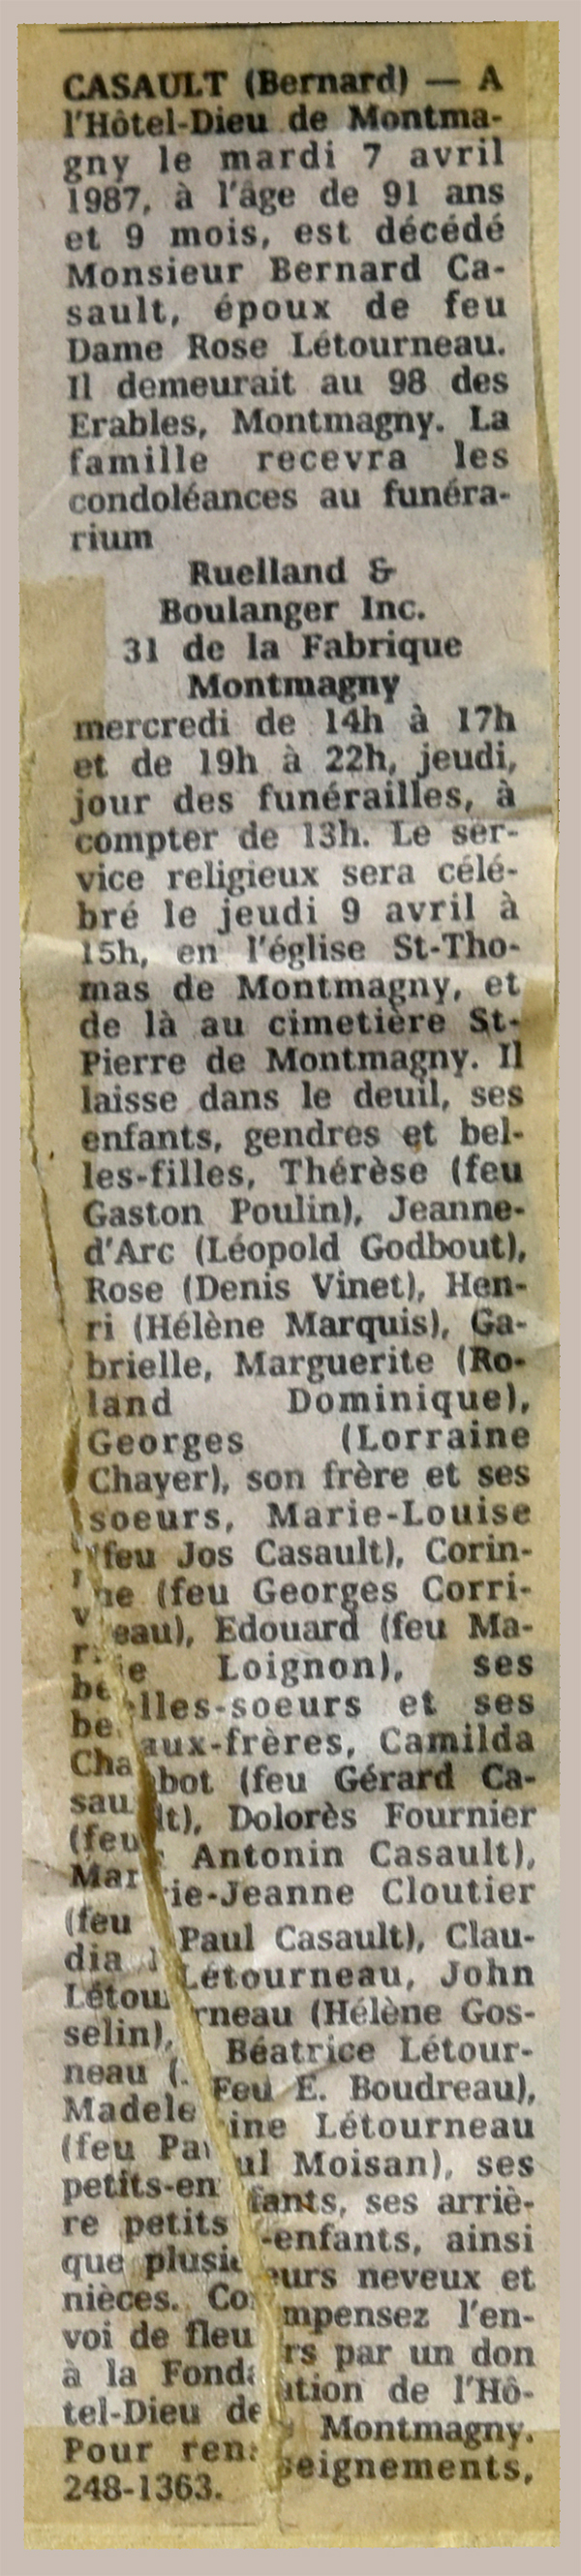 CASAULT (Bernard) — A
l'Hôtel-Dieu de Montma-
gny le mardi 7 avril
1987, à l'âge de 91 ans
et 9 mois, est décédé
Monsieur Bernard Ca-
sault, époux de feu
Dame Rose Létourneau.
Il demeurait au 98 des
Erables, Montmagny. La
famille recevra les
condoléances au funéra-
rium
Ruelland &
Boulanger Inc.
31 de la Fabrique
Montmagny
mercredi de 14h à 17h
et de 19h à 22h, jeudi,
jour des funérailles, à
compter de 13h. Le ser-
vice religieux sera célé-
bré le jeudi 9 avril à
15h, en l'église St-Tho-
mas de Montmagny, et
de là au cimetière St-
Pierre de Montmagny. Il
laisse dans le deuil, ses
enfants, gendres et bel-
les-filles, Thérèse (feu
Gaston Poulin), Jeanne-
d'Arc (Léopold Godbout),
Rose (Denis Vinet), Hen-
ri (Hélène Marquis), Ga-
brielle, Marguerite (Ro-
land Dominique),
Georges (Lorraine
Chayer), son frère et ses
soeurs, Marie-Louise
(feu Jos Casault), Corin-
ne (feu Georges Corri-
veau), Edouard (feu Ma-
rie Loignon), ses
belles-soeurs et ses
beaux-frères, Camilda
Chabot (feu Gérard Ca-
sault), Dolorès Fournier
(feu Antonin Casault),
Marie-Jeanne Cloutier
(feu Paul Casault), Clau-
dia Létourneau, John
Létourneau (Hélène Gos-
selin), Béatrice Létour-
neau (Feu E. Boudreau),
Madeleine Létourneau
(feu Paul Moisan), ses
petits-enfants, ses arriè-
re petits-enfants, ainsi
que plusieurs neveux et
nièces. Compensez l'en-
voi de fleurs par un don
à la Fondation de l'Hô-
tel-Dieu de Montmagny.
Pour renseignements,
248-1363.